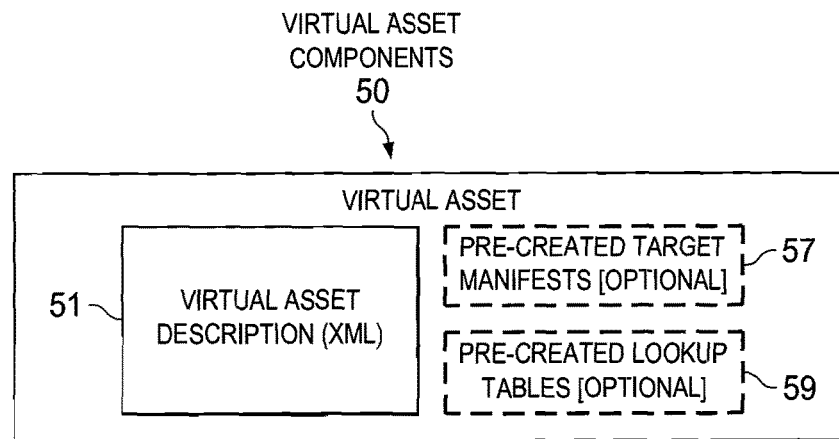 VIRTUAL ASSET
COMPONENTS
50
VIRTUAL ASSET
51
VIRTUAL ASSET
DESCRIPTION (XML)
PRE-CREATED TARGET
MANIFESTS [OPTIONAL]
57
PRE-CREATED LOOKUP
TABLES [OPTIONAL]
59